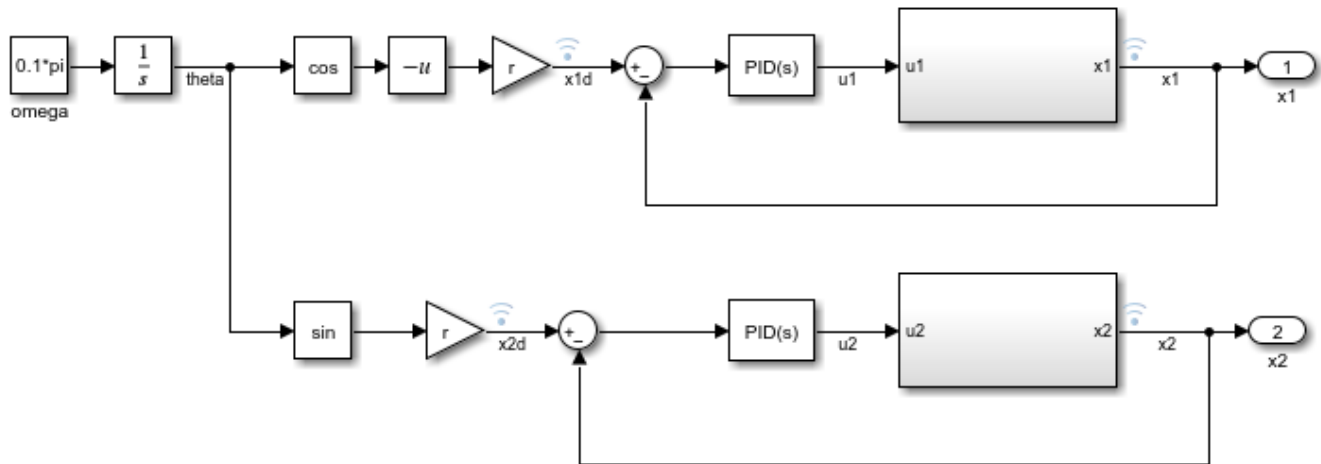 0.1*pi
omega
1
s
theta
cos
−u
r
x1d
+
−
PID(s)
u1
u1
x1
x1
1
x1
sin
r
x2d
+
−
PID(s)
u2
u2
x2
x2
2
x2